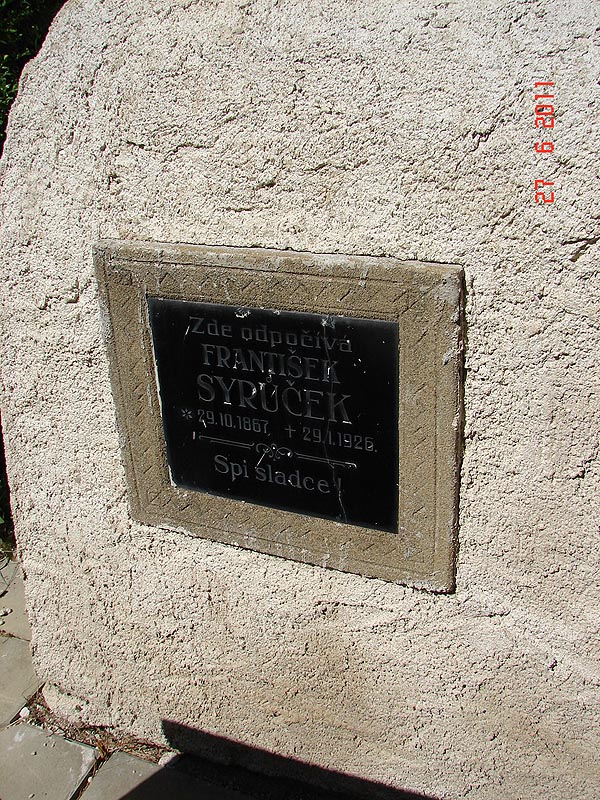 Zde odpočívá
FRANTIŠEK
SYRŮČEK
* 29.10.1867. + 29.1.1926.
Spi sladce!
27 6 2011